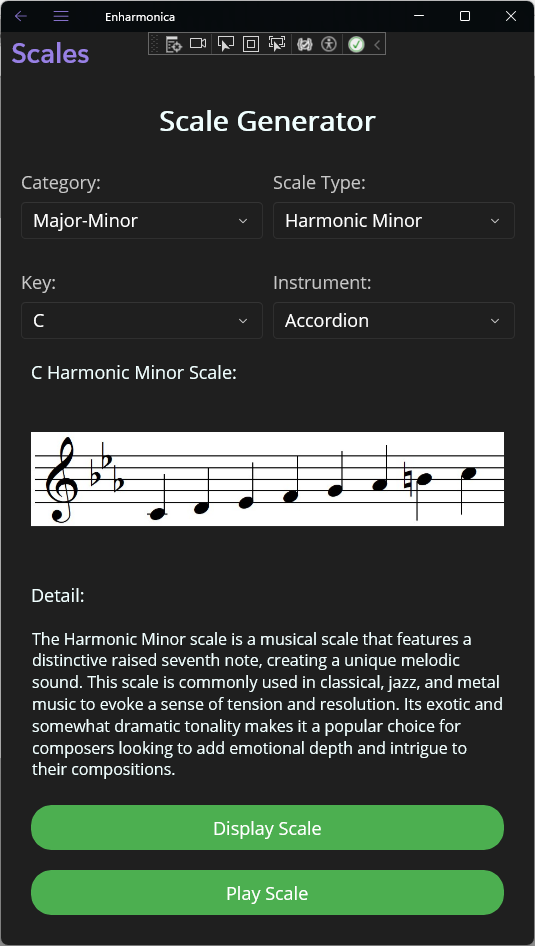 Enharmonica
Scales
Scale Generator
Category:
Scale Type:
Major-Minor
Harmonic Minor
Key:
Instrument:
C
Accordion
C Harmonic Minor Scale:
Detail:
The Harmonic Minor scale is a musical scale that features a
distinctive raised seventh note, creating a unique melodic
sound. This scale is commonly used in classical, jazz, and metal
music to evoke a sense of tension and resolution. Its exotic and
somewhat dramatic tonality makes it a popular choice for
composers looking to add emotional depth and intrigue to
their compositions.
Display Scale
Play Scale